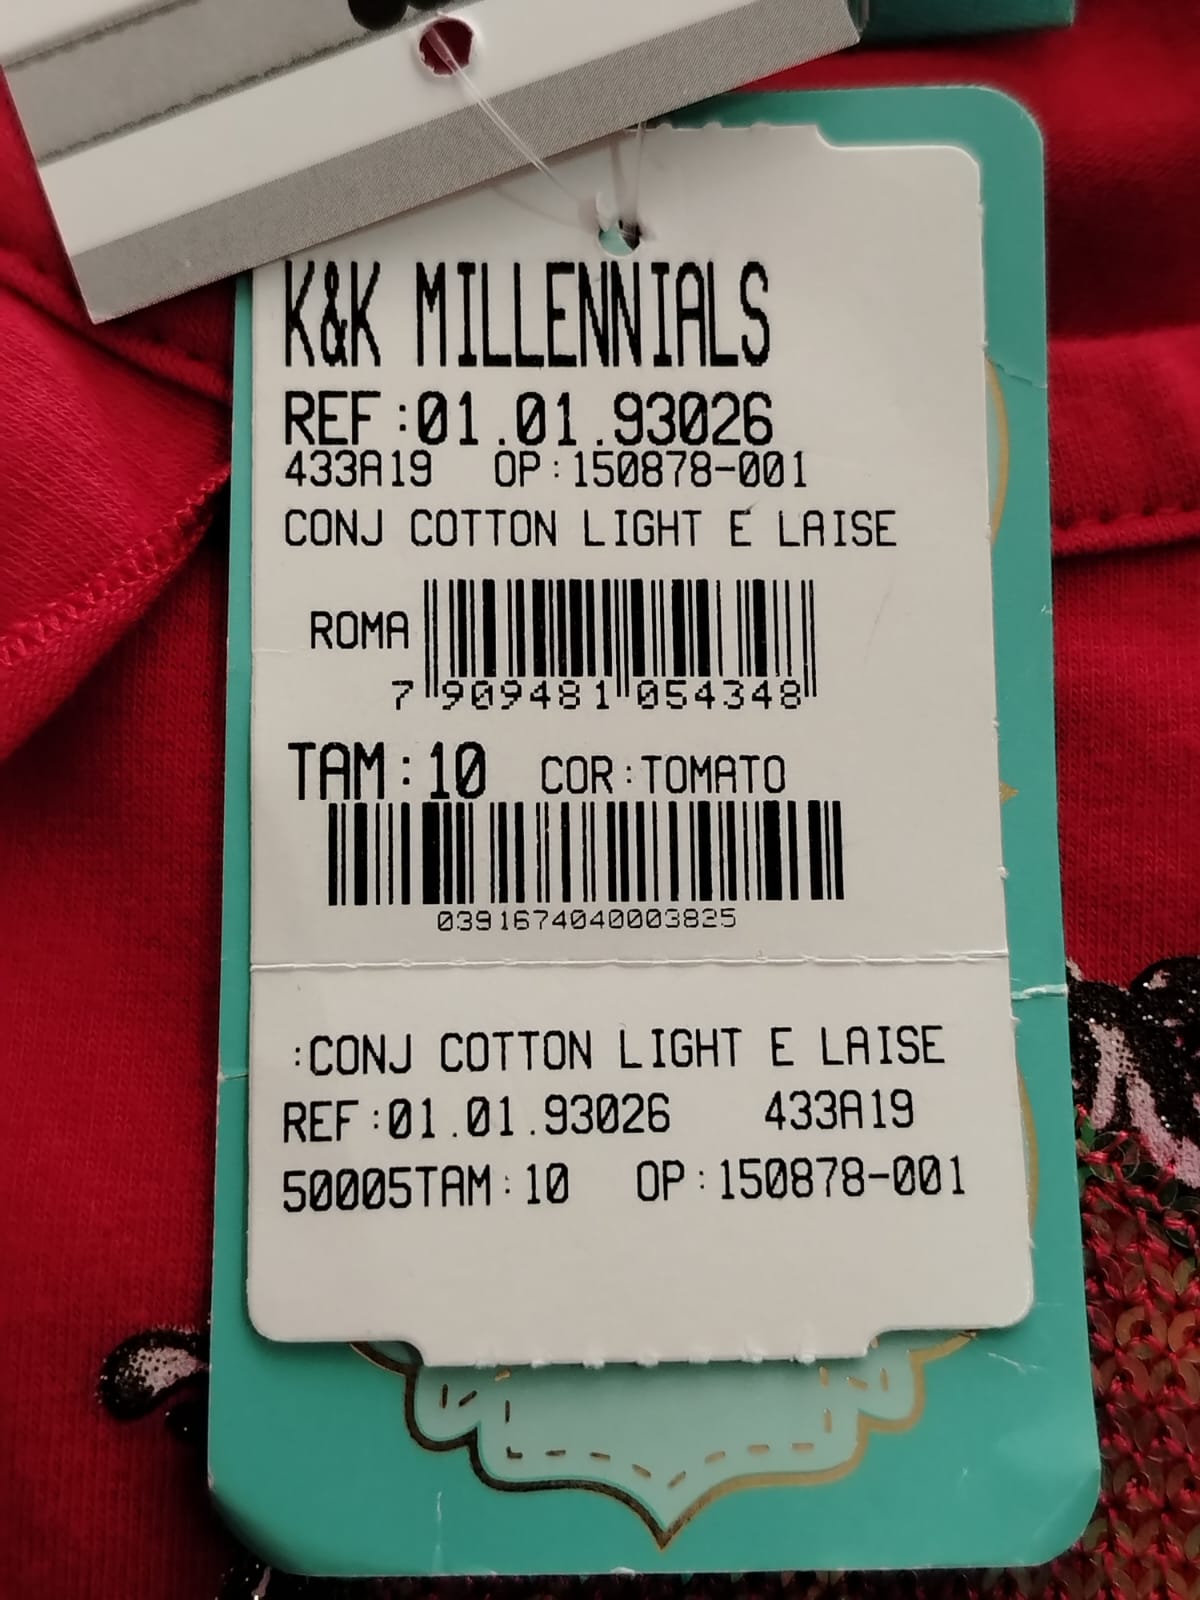 K&K MILLENNIALS
REF:01.01.93026
433A19 OP:150878-001
CONJ COTTON LIGHT E LAISE
ROMA
7 909481 054348
TAM:10 COR:TOMATO
0391674040003825
:CONJ COTTON LIGHT E LAISE
REF:01.01.93026 433A19
50005TAM:10 OP:150878-001